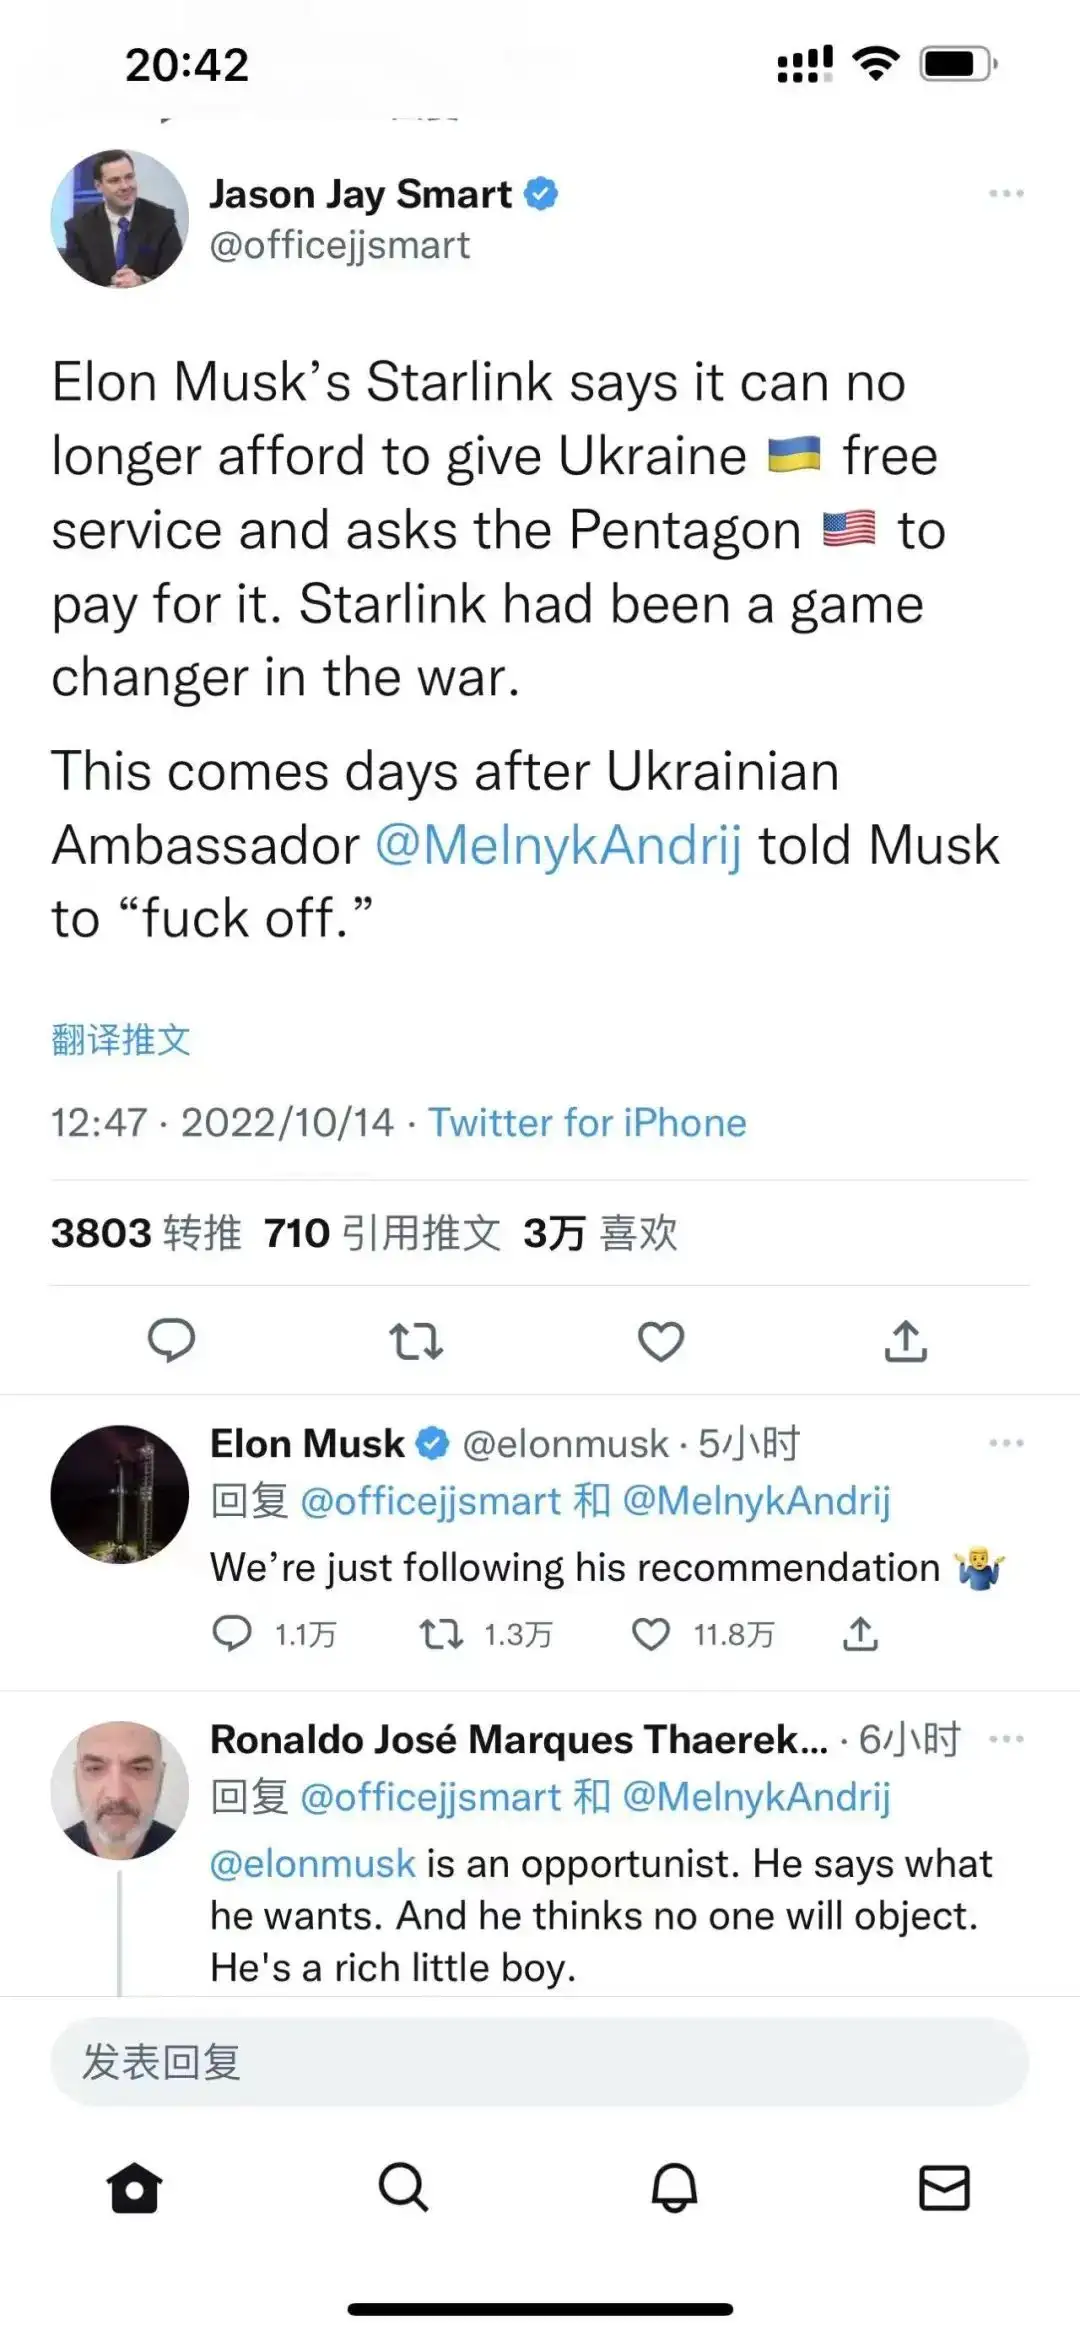 20:42
Jason Jay Smart
@officejjsmart
Elon Musk’s Starlink says it can no
longer afford to give Ukraine 🇺🇦 free
service and asks the Pentagon 🇺🇸 to
pay for it. Starlink had been a game
changer in the war.
This comes days after Ukrainian
Ambassador @MelnykAndrij told Musk
to “fuck off.”
翻译推文
12:47 · 2022/10/14 · Twitter for iPhone
3803 转推 710 引用推文 3万 喜欢
Elon Musk @elonmusk · 5小时
回复 @officejjsmart 和 @MelnykAndrij
We’re just following his recommendation 🤷‍♂️
1.1万 1.3万 11.8万
Ronaldo José Marques Thaerek... · 6小时
回复 @officejjsmart 和 @MelnykAndrij
@elonmusk is an opportunist. He says what
he wants. And he thinks no one will object.
He's a rich little boy.
发表回复